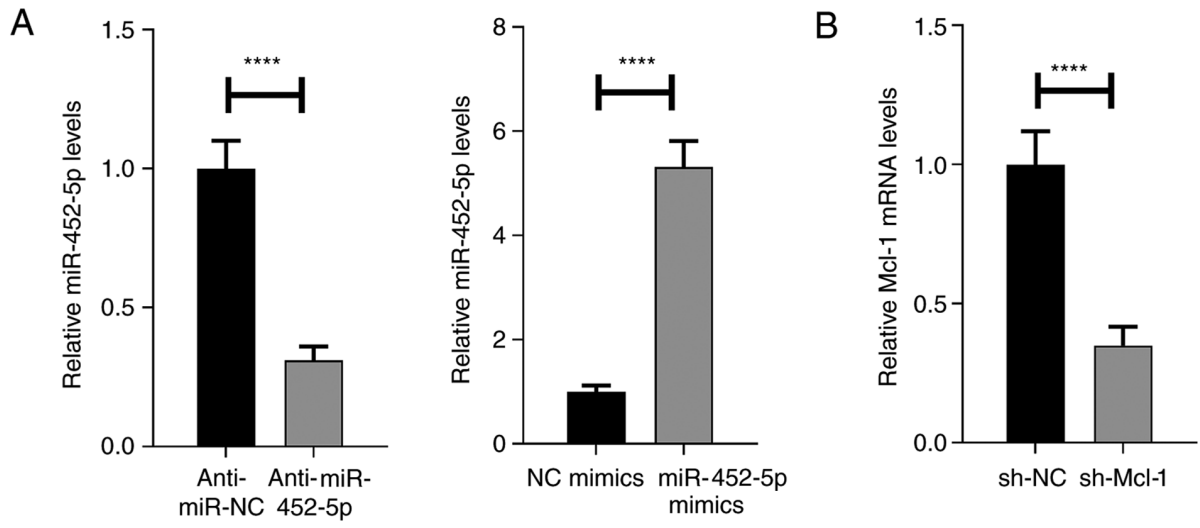 A
Relative miR-452-5p levels
1.5
1.0
0.5
0.0
****
Anti-
miR-NC
Anti-miR-
452-5p
Relative miR-452-5p levels
8
6
4
2
0
****
NC mimics
miR-452-5p
mimics
B
Relative Mcl-1 mRNA levels
1.5
1.0
0.5
0.0
****
sh-NC
sh-Mcl-1